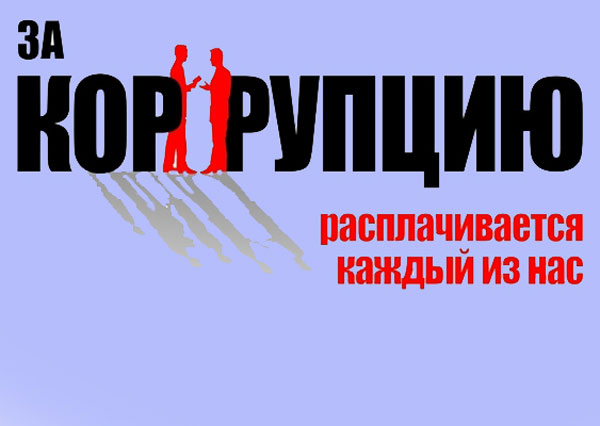 ЗА
КОРРУПЦИЮ
расплачивается
каждый из нас